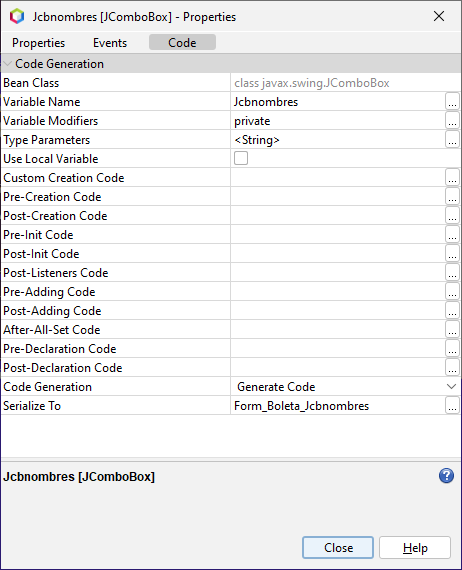 Jcbnombres [JComboBox] - Properties
Properties Events Code
Code Generation
Bean Class class javax.swing.JComboBox
Variable Name Jcbnombres ...
Variable Modifiers private ...
Type Parameters <String> ...
Use Local Variable
Custom Creation Code ...
Pre-Creation Code ...
Post-Creation Code ...
Pre-Init Code ...
Post-Init Code ...
Post-Listeners Code ...
Pre-Adding Code ...
Post-Adding Code ...
After-All-Set Code ...
Pre-Declaration Code ...
Post-Declaration Code ...
Code Generation Generate Code
Serialize To Form_Boleta_Jcbnombres ...
Jcbnombres [JComboBox] ?
Close Help